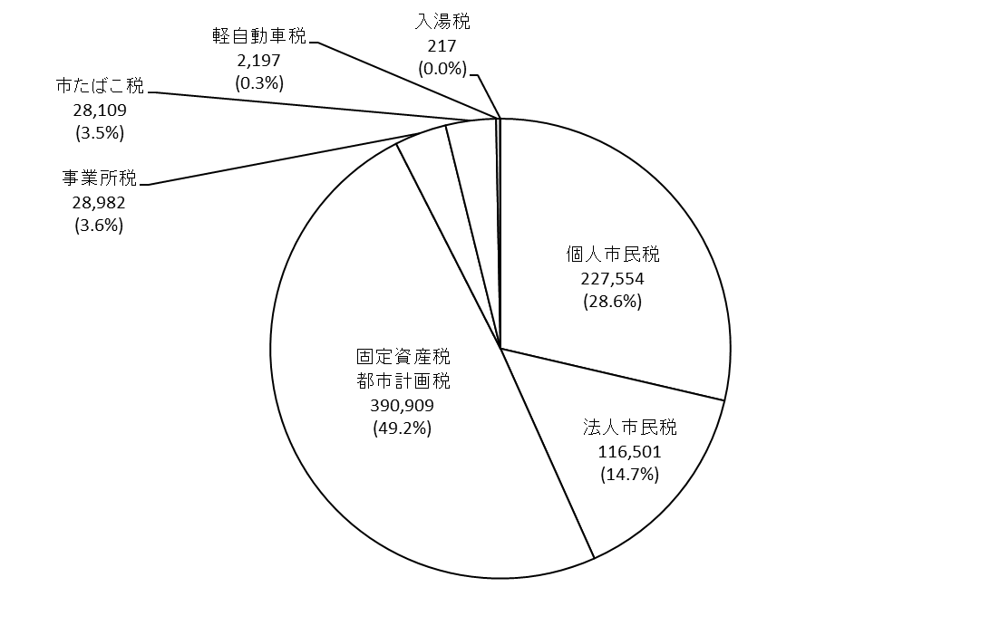 入湯税
217
(0.0%)
軽自動車税
2,197
(0.3%)
市たばこ税
28,109
(3.5%)
事業所税
28,982
(3.6%)
個人市民税
227,554
(28.6%)
固定資産税
都市計画税
390,909
(49.2%)
法人市民税
116,501
(14.7%)